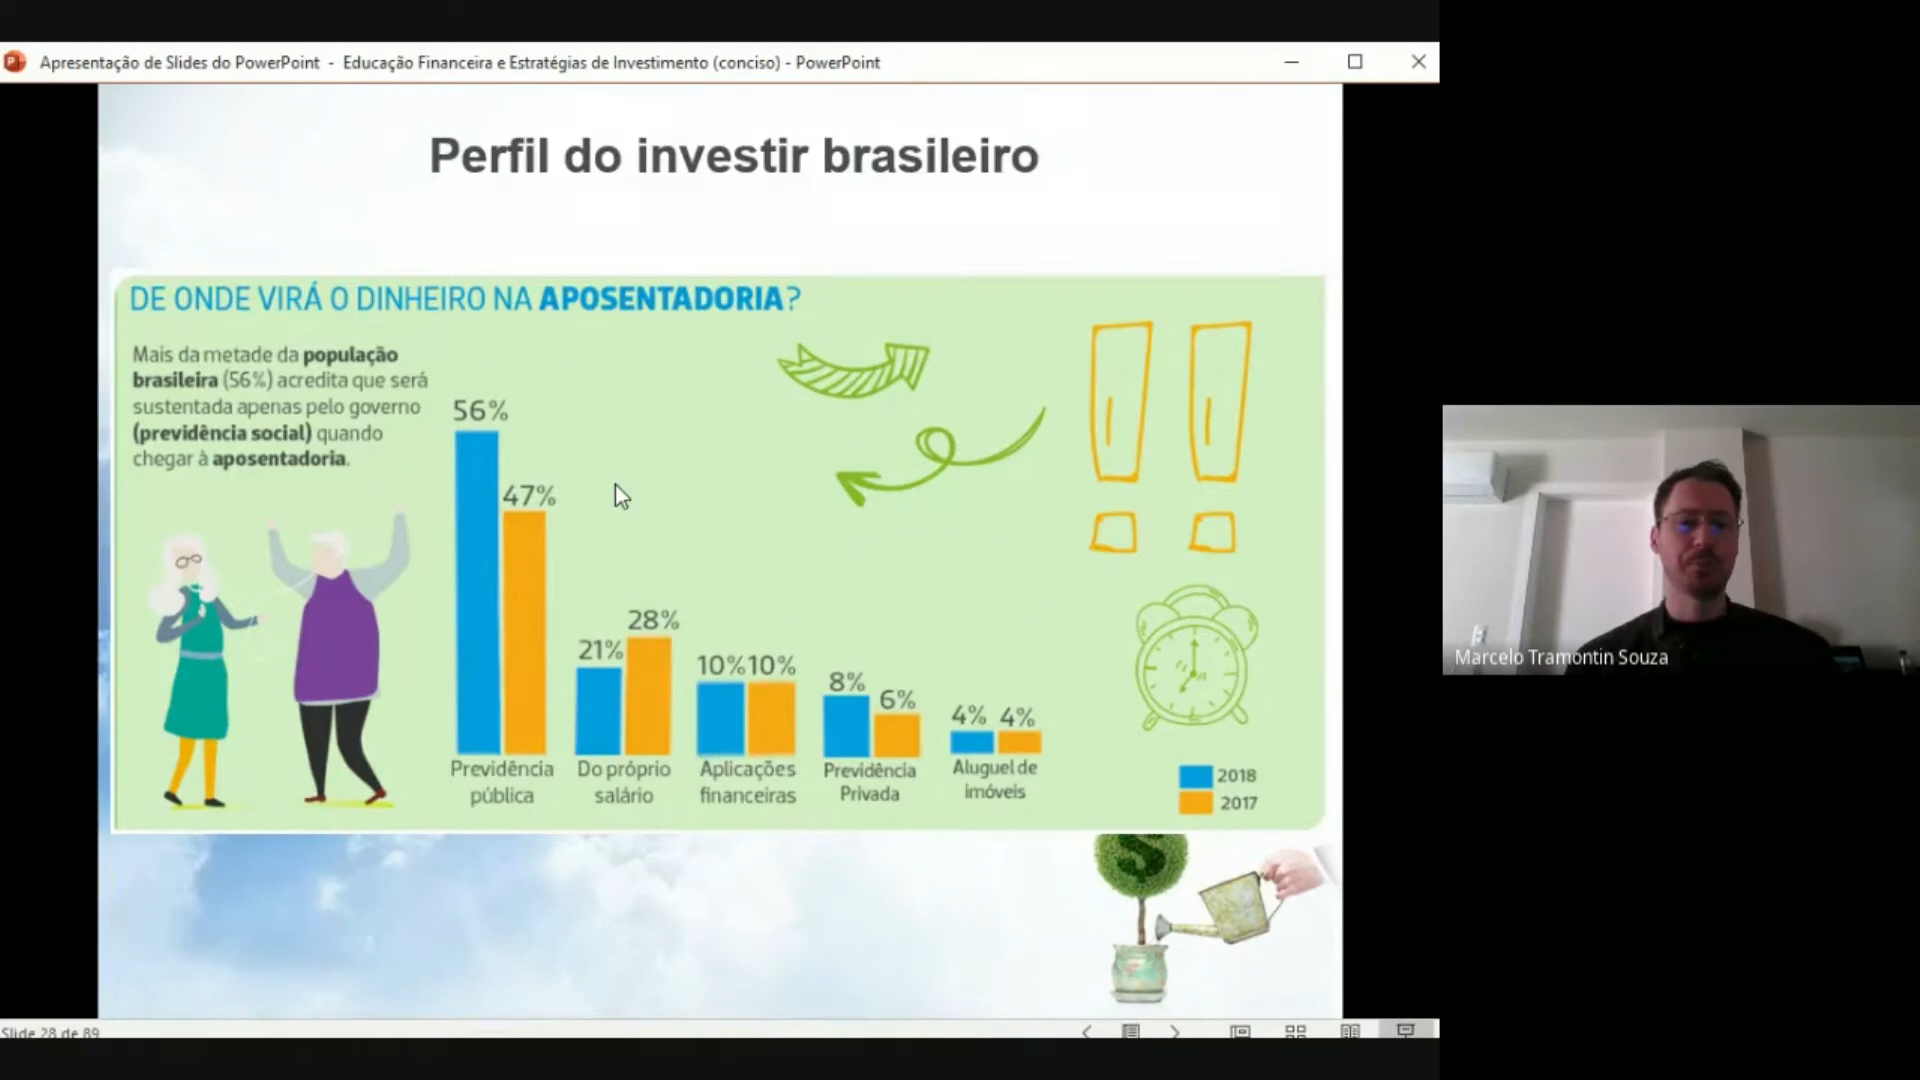 Apresentação de Slides do PowerPoint - Educação Financeira e Estratégias de Investimento (conciso) - PowerPoint
Perfil do investir brasileiro
DE ONDE VIRÁ O DINHEIRO NA APOSENTADORIA?
Mais da metade da população
brasileira (56%) acredita que será
sustentada apenas pelo governo
(previdência social) quando
chegar à aposentadoria.
56%
47%
21%
28%
10% 10%
8%
6%
4% 4%
Previdência
pública
Do próprio
salário
Aplicações
financeiras
Previdência
Privada
Aluguel de
imóveis
2018
2017
$
Slide 28 de 89
Marcelo Tramontin Souza